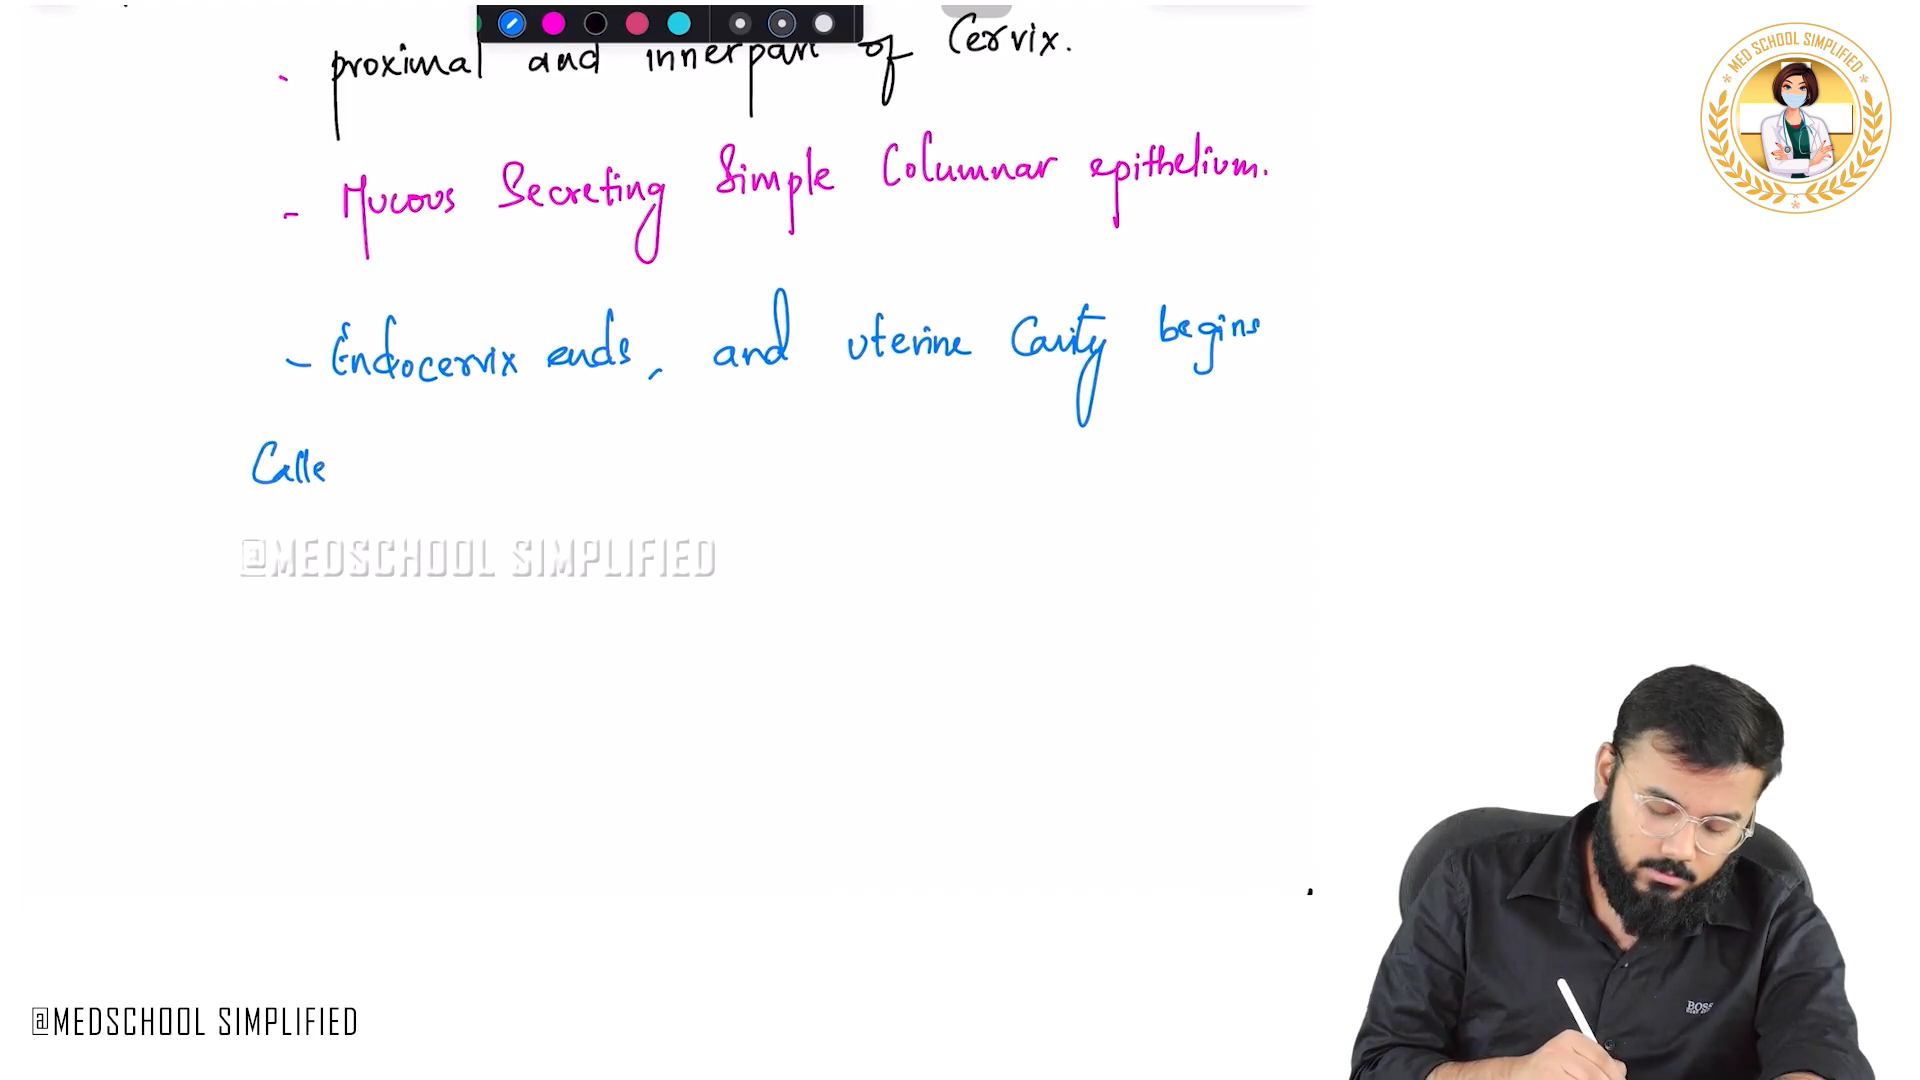 proximal and innerpart of Cervix.
MED SCHOOL SIMPLIFIED
- Mucous Secreting Simple Columnar epithelium.
- Endocervix ends, and uterine Cavity begins
Calle
@MEDSCHOOL SIMPLIFIED
BOSS
@MEDSCHOOL SIMPLIFIED